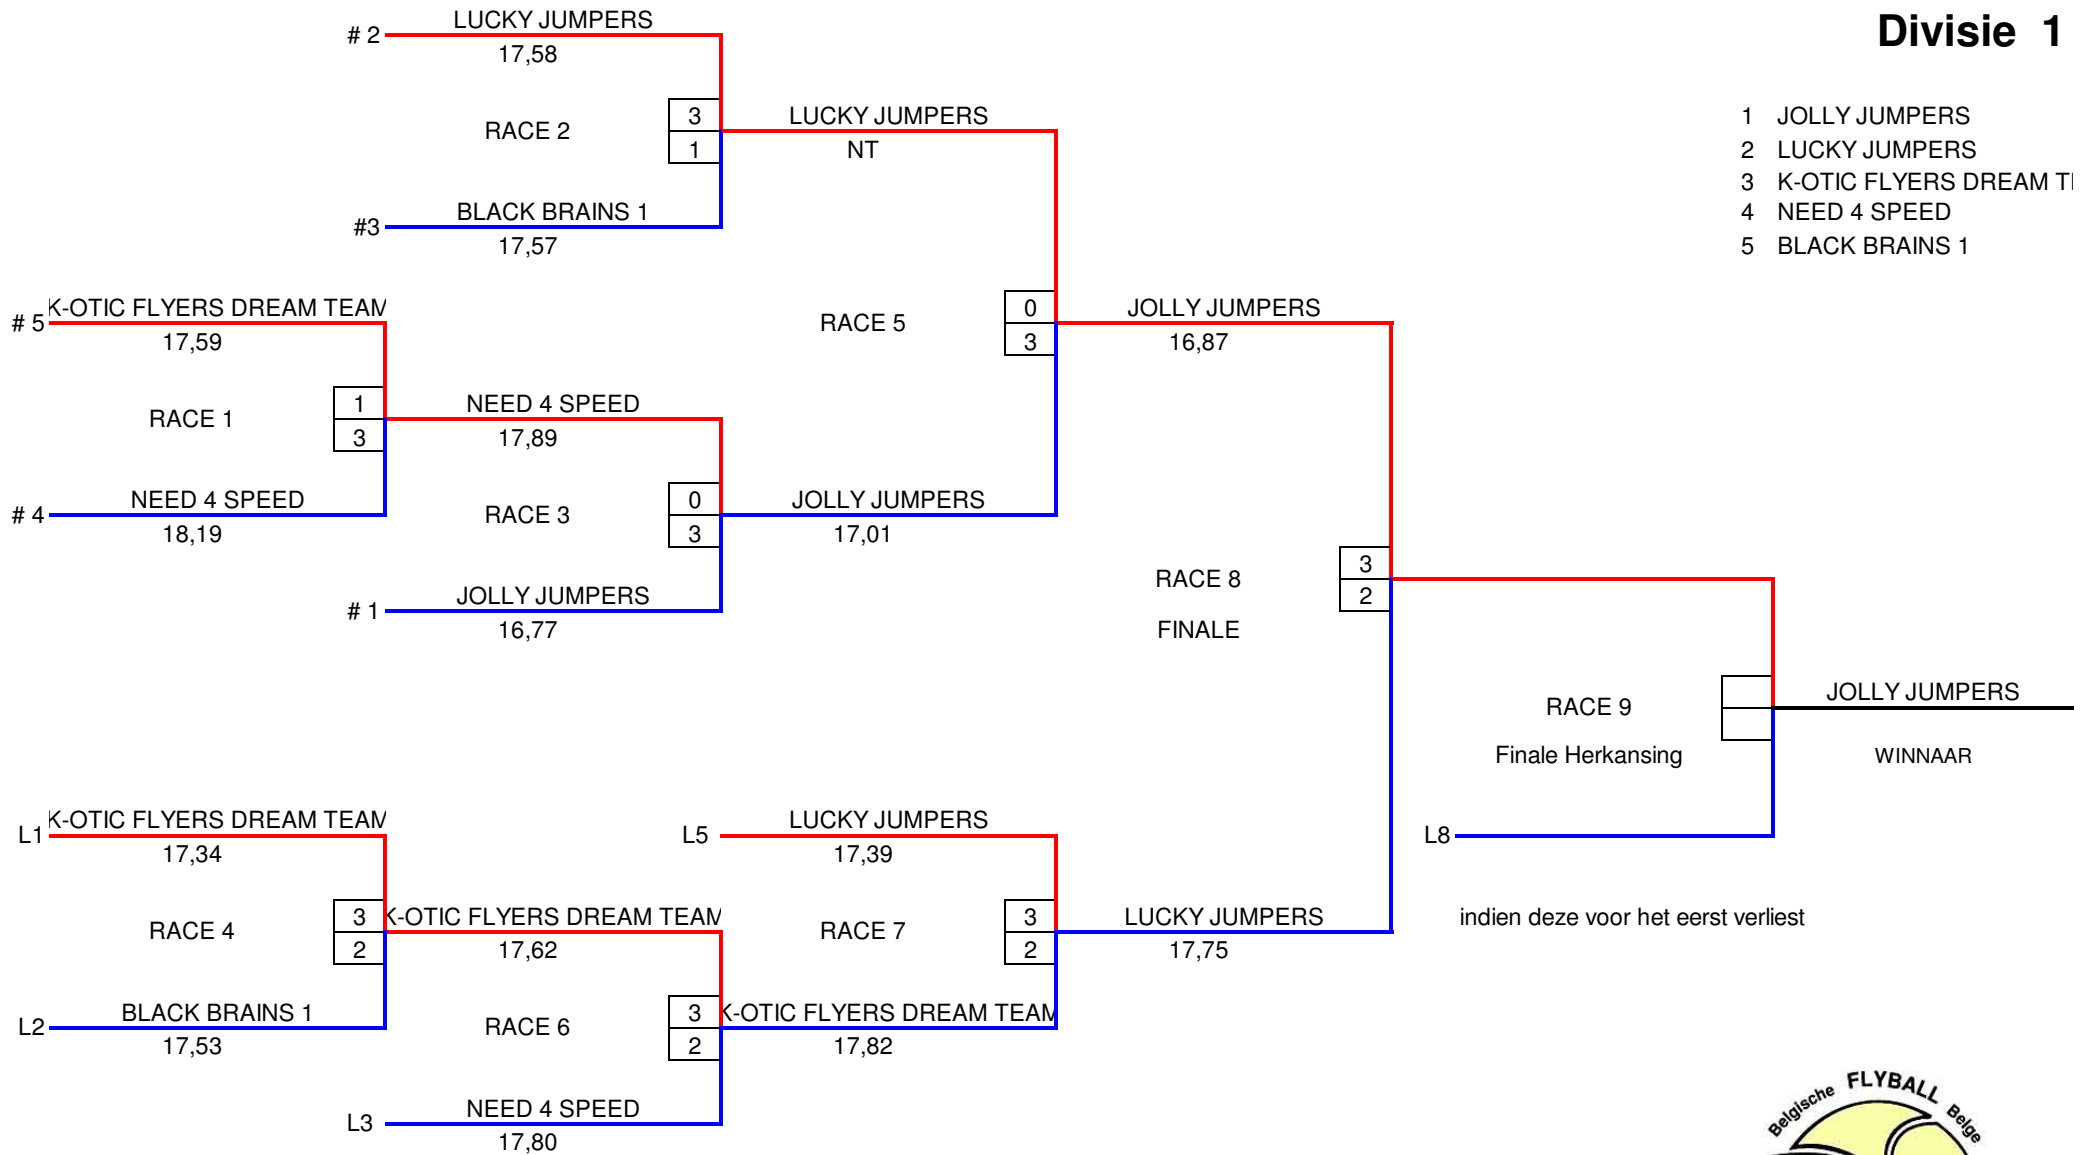 Divisie 1
1 JOLLY JUMPERS
2 LUCKY JUMPERS
3 K-OTIC FLYERS DREAM
4 NEED 4 SPEED
5 BLACK BRAINS 1
# 2 LUCKY JUMPERS
17,58
RACE 2
3
1
#3 BLACK BRAINS 1
17,57
LUCKY JUMPERS
NT
# 5 K-OTIC FLYERS DREAM TEAM
17,59
RACE 1
1
3
# 4 NEED 4 SPEED
18,19
NEED 4 SPEED
17,89
RACE 3
0
3
# 1 JOLLY JUMPERS
16,77
RACE 5
0
3
JOLLY JUMPERS
17,01
JOLLY JUMPERS
16,87
RACE 8
FINALE
3
2
RACE 9
Finale Herkansing
JOLLY JUMPERS
WINNAAR
L8
indien deze voor het eerst verliest
L1 K-OTIC FLYERS DREAM TEAM
17,34
RACE 4
3
2
L2 BLACK BRAINS 1
17,53
K-OTIC FLYERS DREAM TEAM
17,62
RACE 6
3
2
L3 NEED 4 SPEED
17,80
L5 LUCKY JUMPERS
17,39
RACE 7
3
2
K-OTIC FLYERS DREAM TEAM
17,82
LUCKY JUMPERS
17,75
Belgische FLYBALL Belge